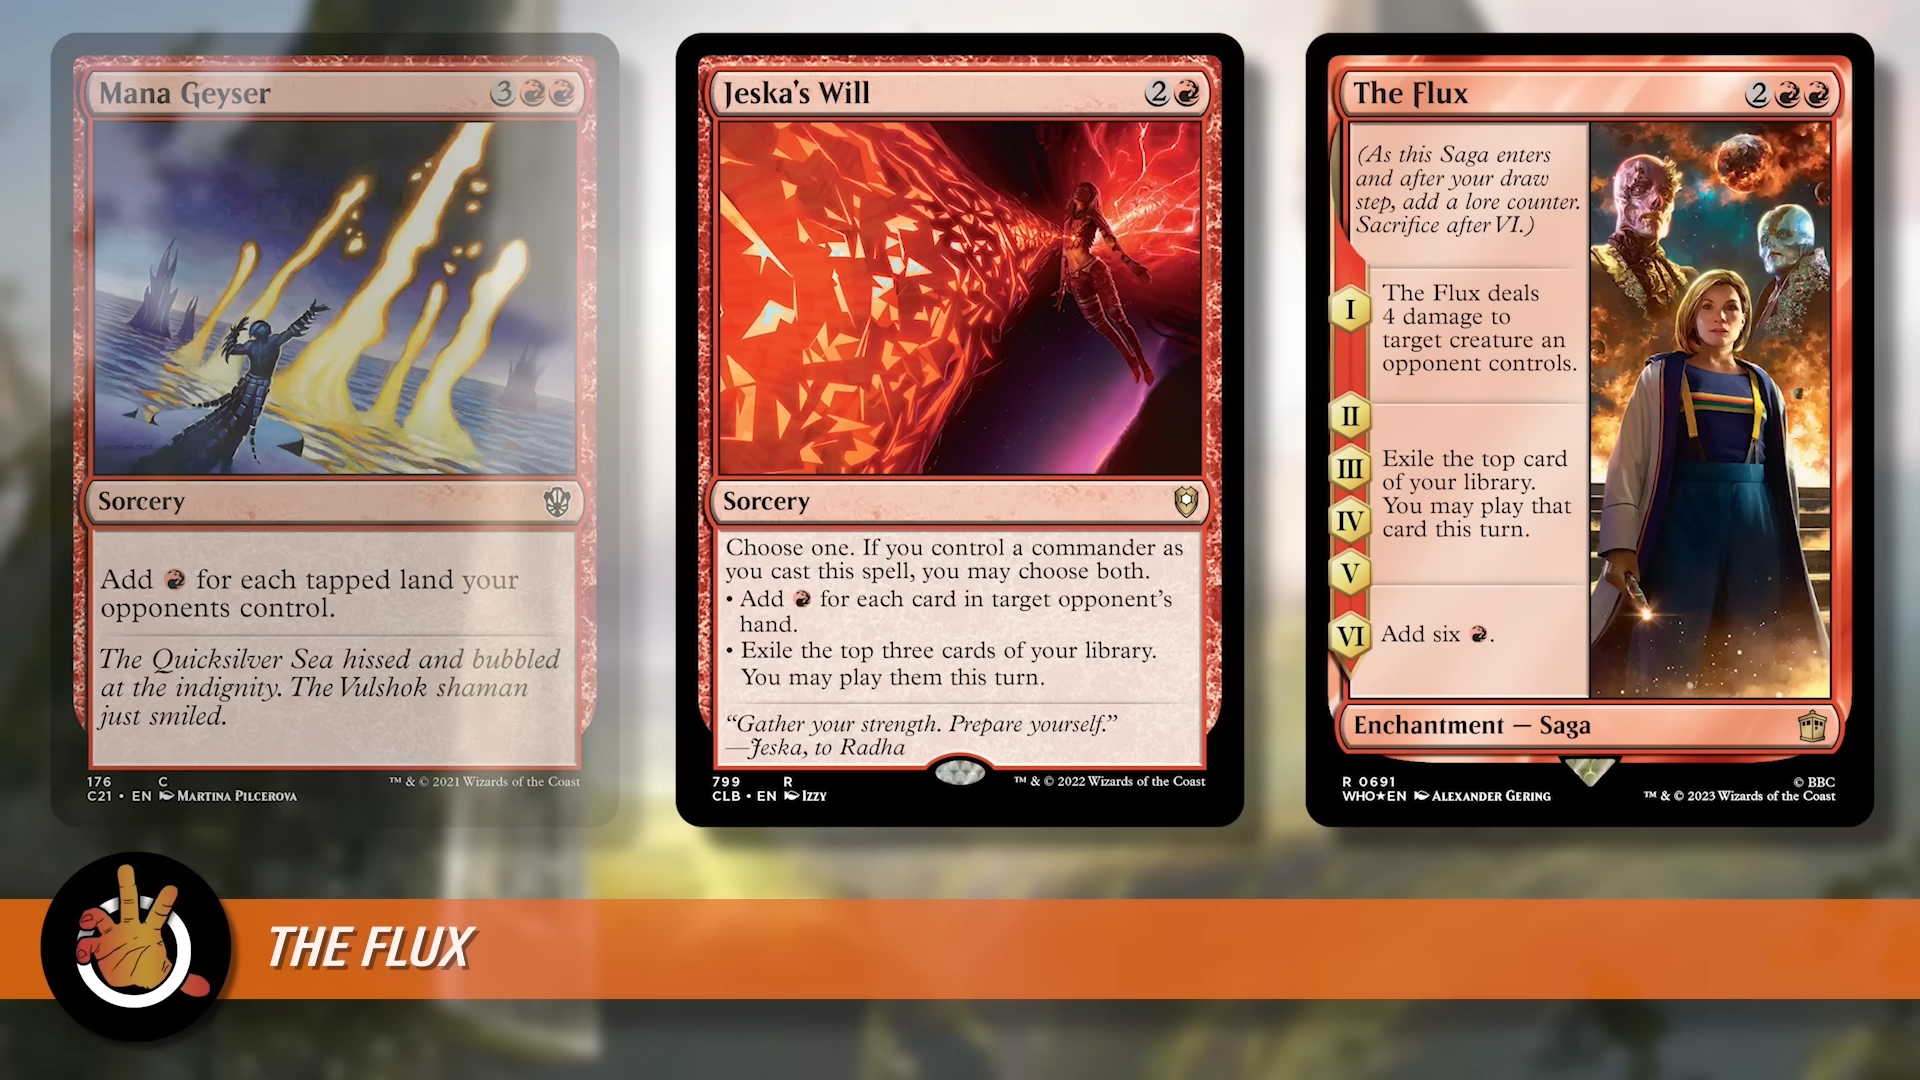 Mana Geyser 3
Sorcery
Add for each tapped land your
opponents control.
The Quicksilver Sea hissed and bubbled
at the indignity. The Vulshok shaman
just smiled.
176 C
C21 • EN MARTINA PILCEROVA
™ & © 2021 Wizards of the Coast
Jeska's Will 2
Sorcery
Choose one. If you control a commander as
you cast this spell, you may choose both.
• Add for each card in target opponent's
hand.
• Exile the top three cards of your library.
You may play them this turn.
“Gather your strength. Prepare yourself.”
—Jeska, to Radha
799 R
CLB • EN IZZY
™ & © 2022 Wizards of the Coast
The Flux 2
(As this Saga enters
and after your draw
step, add a lore counter.
Sacrifice after VI.)
I
The Flux deals
4 damage to
target creature an
opponent controls.
II
III
IV
V
Exile the top card
of your library.
You may play that
card this turn.
VI
Add six .
Enchantment — Saga
R 0691
WHO★EN ALEXANDER GERING
© BBC
™ & © 2023 Wizards of the Coast
THE FLUX